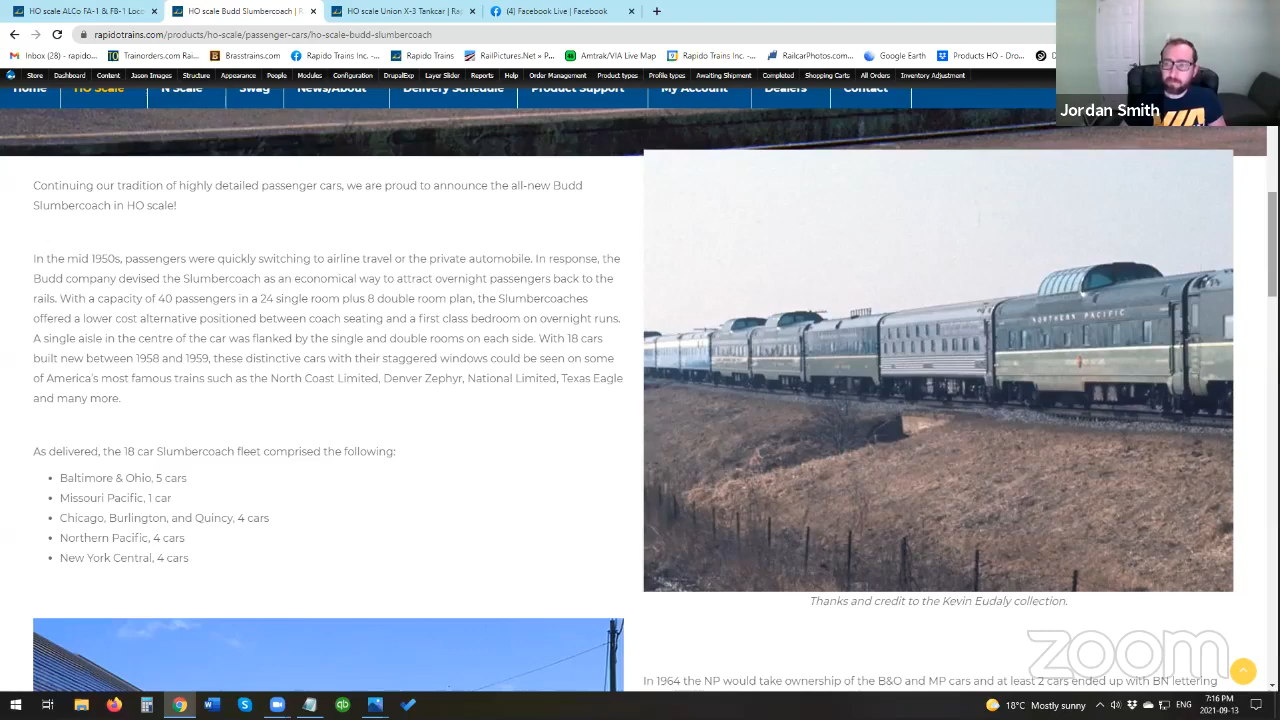 HO scale ALCo FA-1 & FB-1 Loco
HO scale Budd Slumbercoach | R
HO scale Union X-3 Tankcar | Ra
(4) Facebook Live | Facebook
rapidotrains.com/products/ho-scale/passenger-cars/ho-scale-budd-slumbercoach
Inbox (28) - rapido...
Trainorders.com Rai...
Brass-bids
Rapido Trains Inc. -...
Rapido Trains
RailPictures.Net » P...
Amtrak/VIA Live Map
Rapido Trains Inc. -...
RailcarPhotos.com...
Google Earth
Products HO - Dro...
Store Dashboard Content Jason Images Structure Appearance People Modules Configuration DrupalExp Layer Slider Reports Help Order Management Product types Profile types Awaiting Shipment Completed Shopping Carts All Orders Inventory Adjustment
Home HO Scale N Scale Swag News/About Delivery Schedule Product Support My Account Dealers Contact
Jordan Smith
Continuing our tradition of highly detailed passenger cars, we are proud to announce the all-new Budd
Slumbercoach in HO scale!
In the mid 1950s, passengers were quickly switching to airline travel or the private automobile. In response, the
Budd company devised the Slumbercoach as an economical way to attract overnight passengers back to the
rails. With a capacity of 40 passengers in a 24 single room plus 8 double room plan, the Slumbercoaches
offered a lower cost alternative positioned between coach seating and a first class bedroom on overnight runs.
A single aisle in the centre of the car was flanked by the single and double rooms on each side. With 18 cars
built new between 1958 and 1959, these distinctive cars with their staggered windows could be seen on some
of America's most famous trains such as the North Coast Limited, Denver Zephyr, National Limited, Texas Eagle
and many more.
As delivered, the 18 car Slumbercoach fleet comprised the following:
• Baltimore & Ohio, 5 cars
• Missouri Pacific, 1 car
• Chicago, Burlington, and Quincy, 4 cars
• Northern Pacific, 4 cars
• New York Central, 4 cars
NORTHERN PACIFIC
Thanks and credit to the Kevin Eudaly collection.
In 1964 the NP would take ownership of the B&O and MP cars and at least 2 cars ended up with BN lettering
zoom
18°C Mostly sunny
7:16 PM
2021-09-13